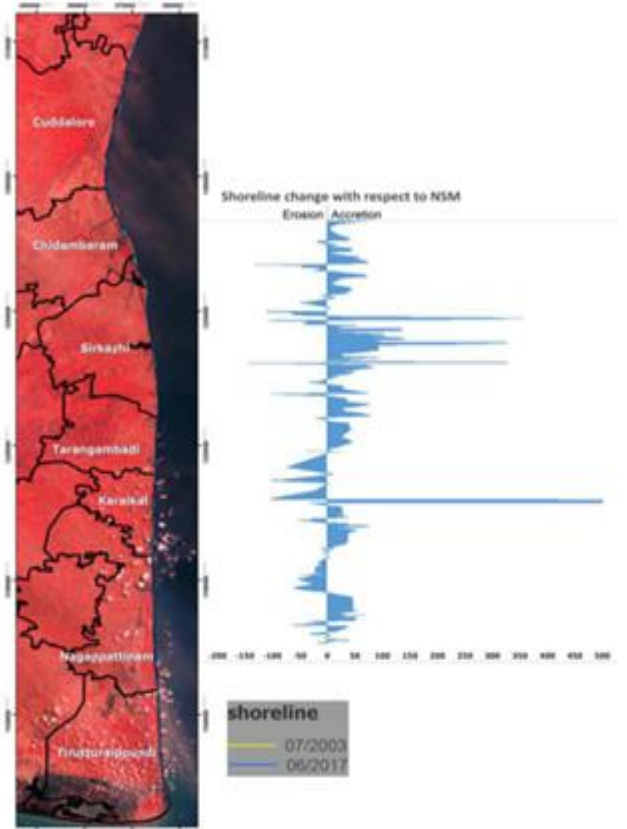 Cuddalore
Shoreline change with respect to NSM
Erosion Accretion
Chidambaram
Sirkazhi
Tarangambadi
Karaikal
Nagappattinam
-200 -150 -100 -50 0 50 100 150 200 250 300 350 400 450 500
shoreline
07/2003
06/2017
Tirutturaippundi